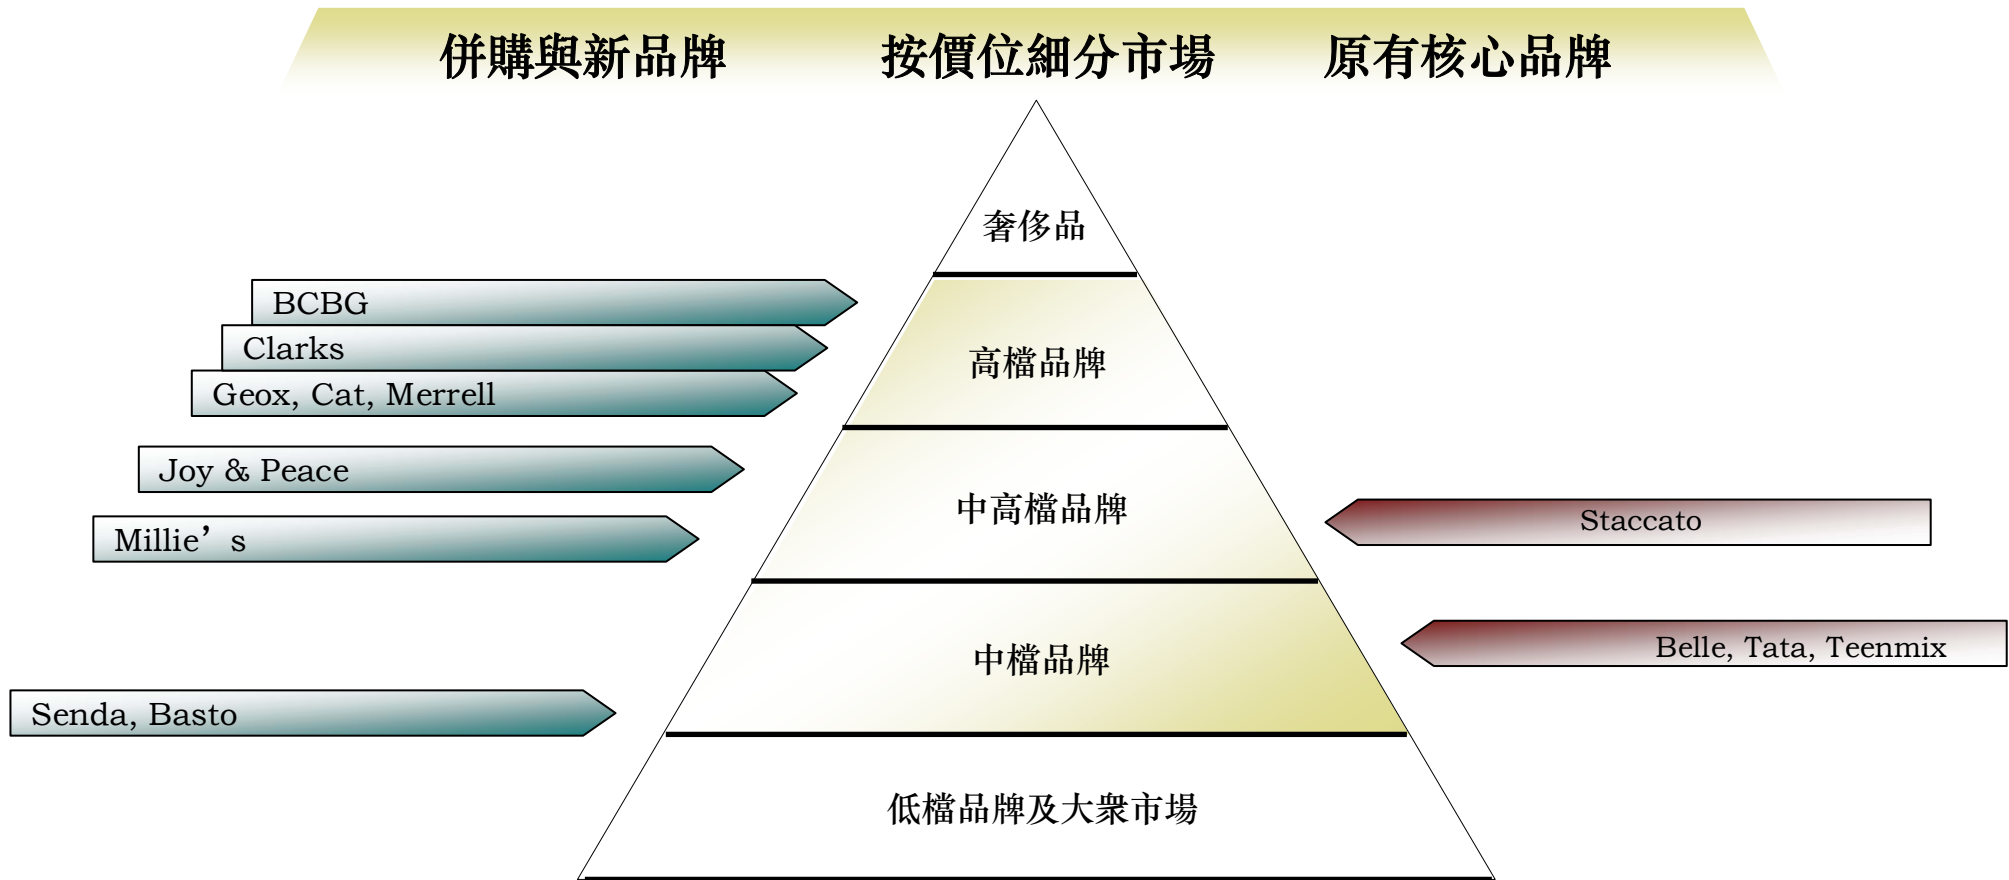 併購與新品牌 按價位細分市場 原有核心品牌
奢侈品
BCBG
Clarks
高檔品牌
Geox, Cat, Merrell
Joy & Peace
中高檔品牌
Staccato
Millie’ s
Belle, Tata, Teenmix
中檔品牌
Senda, Basto
低檔品牌及大衆市場